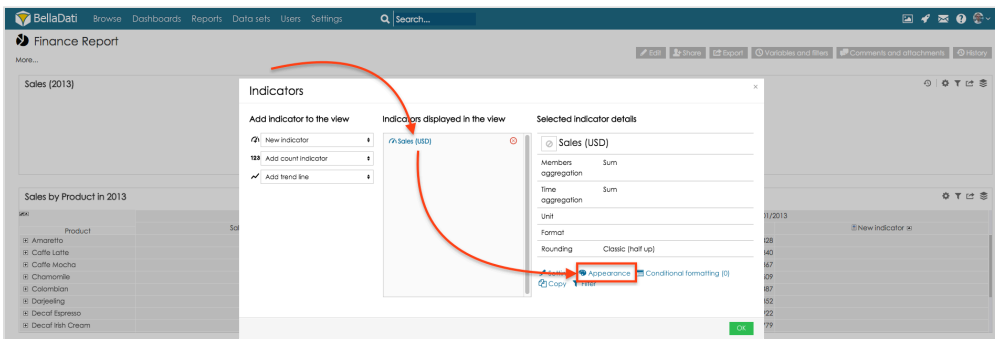 BellaDati Browse Dashboards Reports Data sets Users Settings Search...
Finance Report
Edit Share Export Variables and filters Comments and attachments History
More...
Sales (2013)
Indicators
Add indicator to the view Indicators displayed in the view Selected indicator details
New indicator Sales (USD) Sales (USD)
123 Add count indicator
Members aggregation Sum
Add trend line
Time aggregation Sum
Unit
Format
Rounding Classic (half up)
Appearance Conditional formatting (0)
Copy Filter
OK
Sales by Product in 2013
01/2013
Product New indicator
Amaretto
Caffe Latte
Caffe Mocha
Chamomile
Colombian
Darjeeling
Decaf Espresso
Decaf Irish Cream